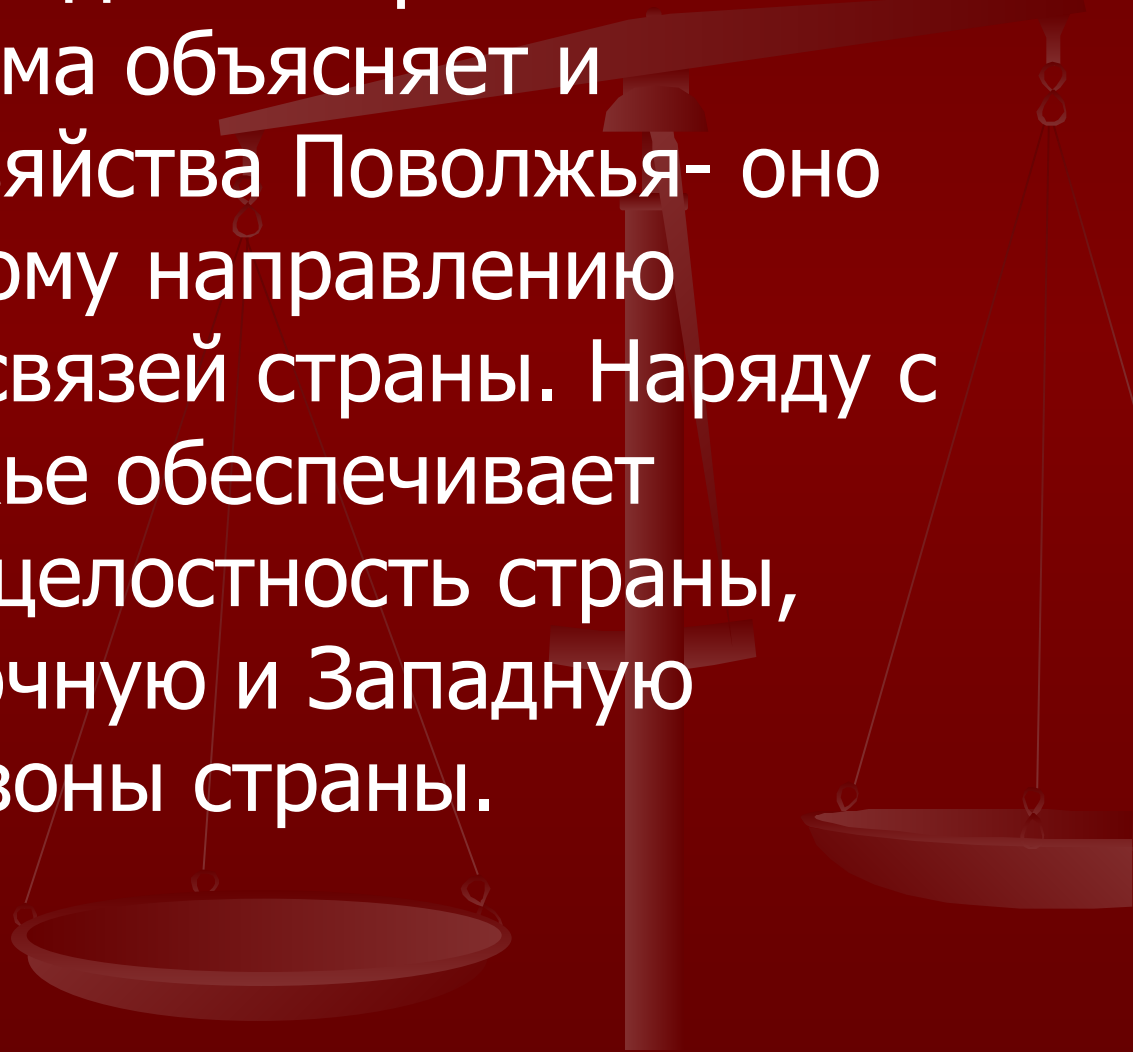 ма объясняет и
яйства Поволжья- оно
ому направлению
связей страны. Наряду с
ье обеспечивает
целостность страны,
очную и Западную
зоны страны.